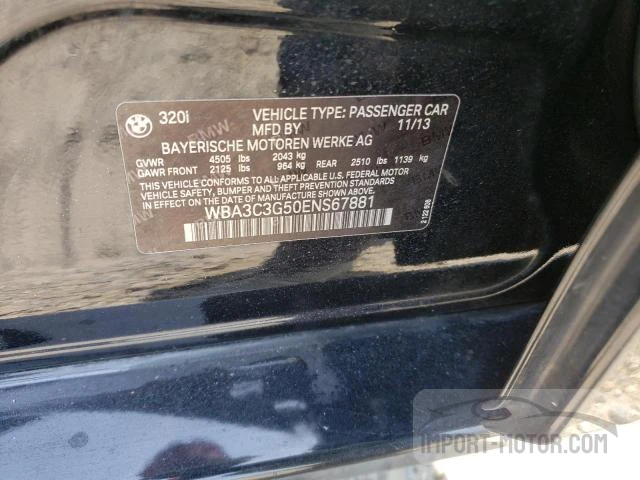 320i VEHICLE TYPE: PASSENGER CAR
MFD BY 11/13
BAYERISCHE MOTOREN WERKE AG
GVWR 4505 lbs 2043 kg
GAWR FRONT 2125 lbs 964 kg REAR 2510 lbs 1139 kg
THIS VEHICLE CONFORMS TO ALL APPLICABLE U.S. FEDERAL MOTOR
VEHICLE SAFETY, BUMPER, AND THEFT PREVENTION STANDARDS
IN EFFECT ON THE DATE OF MANUFACTURE SHOWN ABOVE.
WBA3C3G50ENS67881
2 122 608
IMPORT-MOTOR.COM